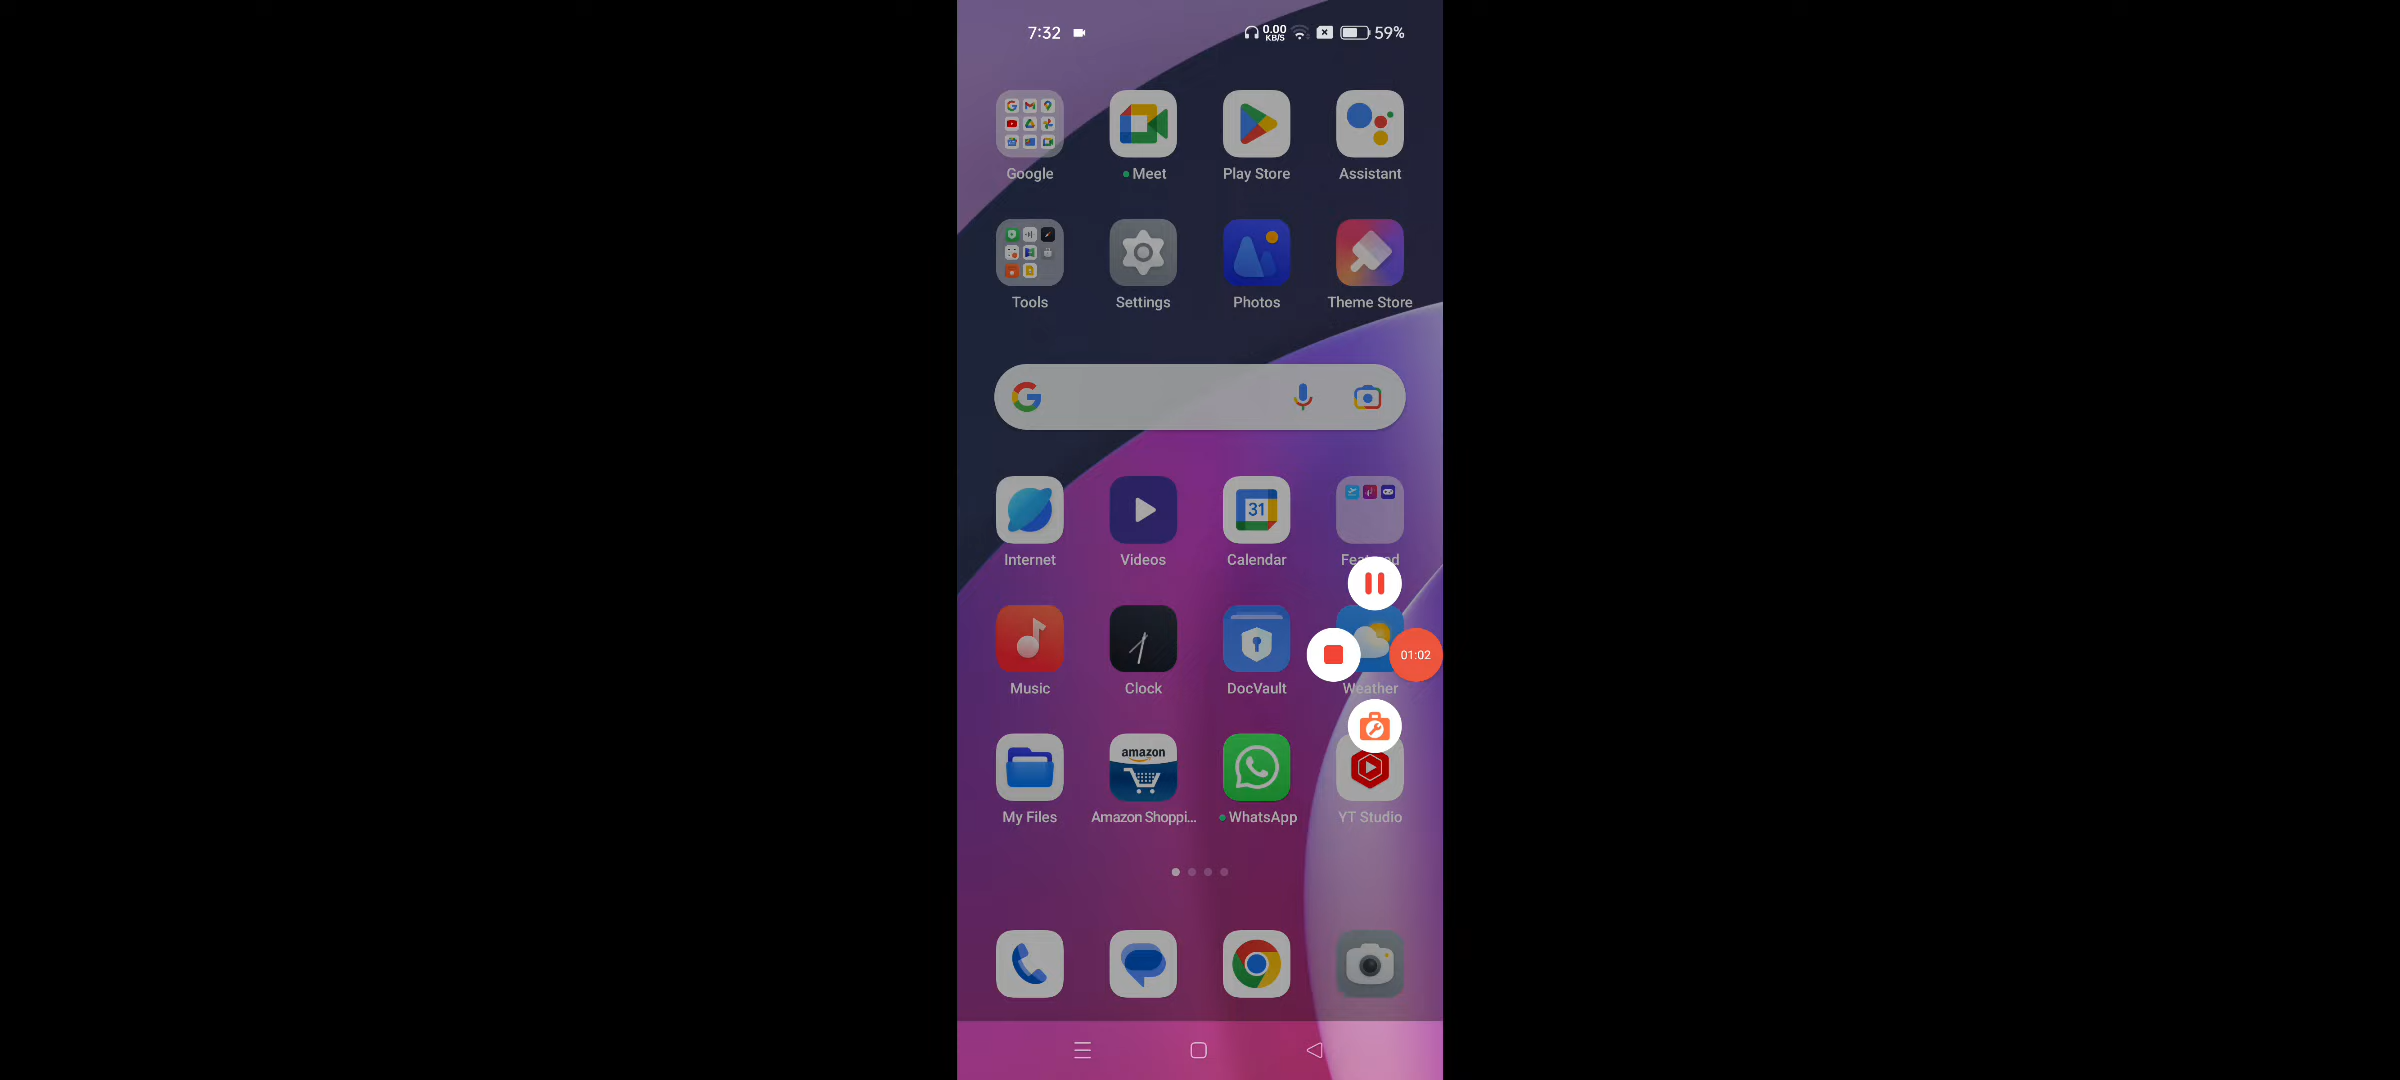 7:32 0.00 KB/S 59%
Google Meet Play Store Assistant
Tools Settings Photos Theme Store
31
Internet Videos Calendar
01:02
Music Clock DocVault Weather
amazon
My Files Amazon Shoppi... WhatsApp YT Studio